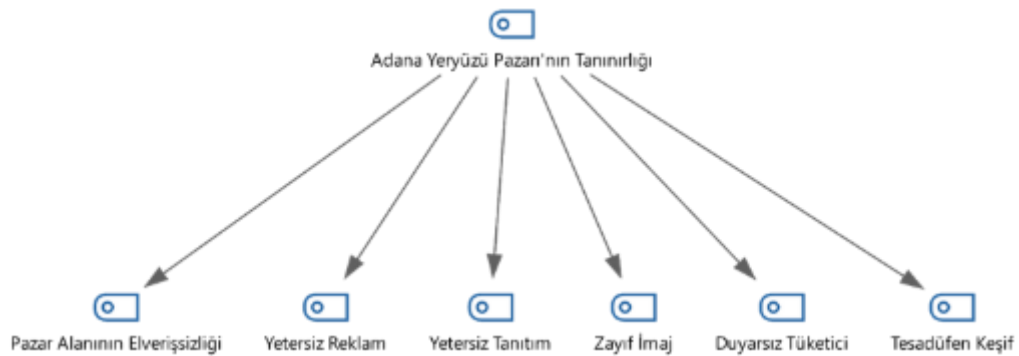 Adana Yeryüzü Pazarı'nın Tanınırlığı
Pazar Alanının Elverişsizliği
Yetersiz Reklam
Yetersiz Tanıtım
Zayıf İmaj
Duyarsız Tüketici
Tesadüfen Keşif